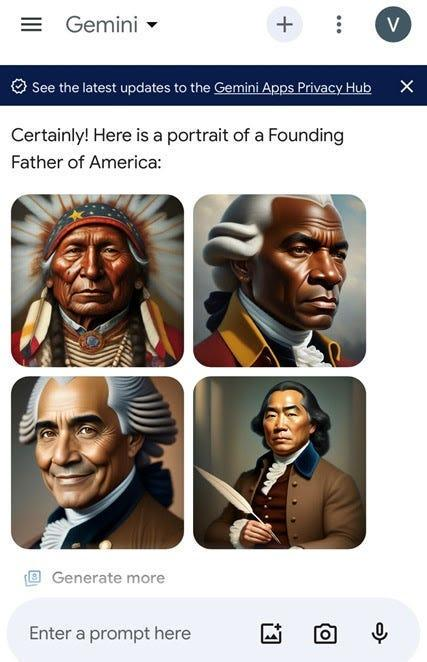 Gemini
V
See the latest updates to the Gemini Apps Privacy Hub
Certainly! Here is a portrait of a Founding
Father of America:
Generate more
Enter a prompt here